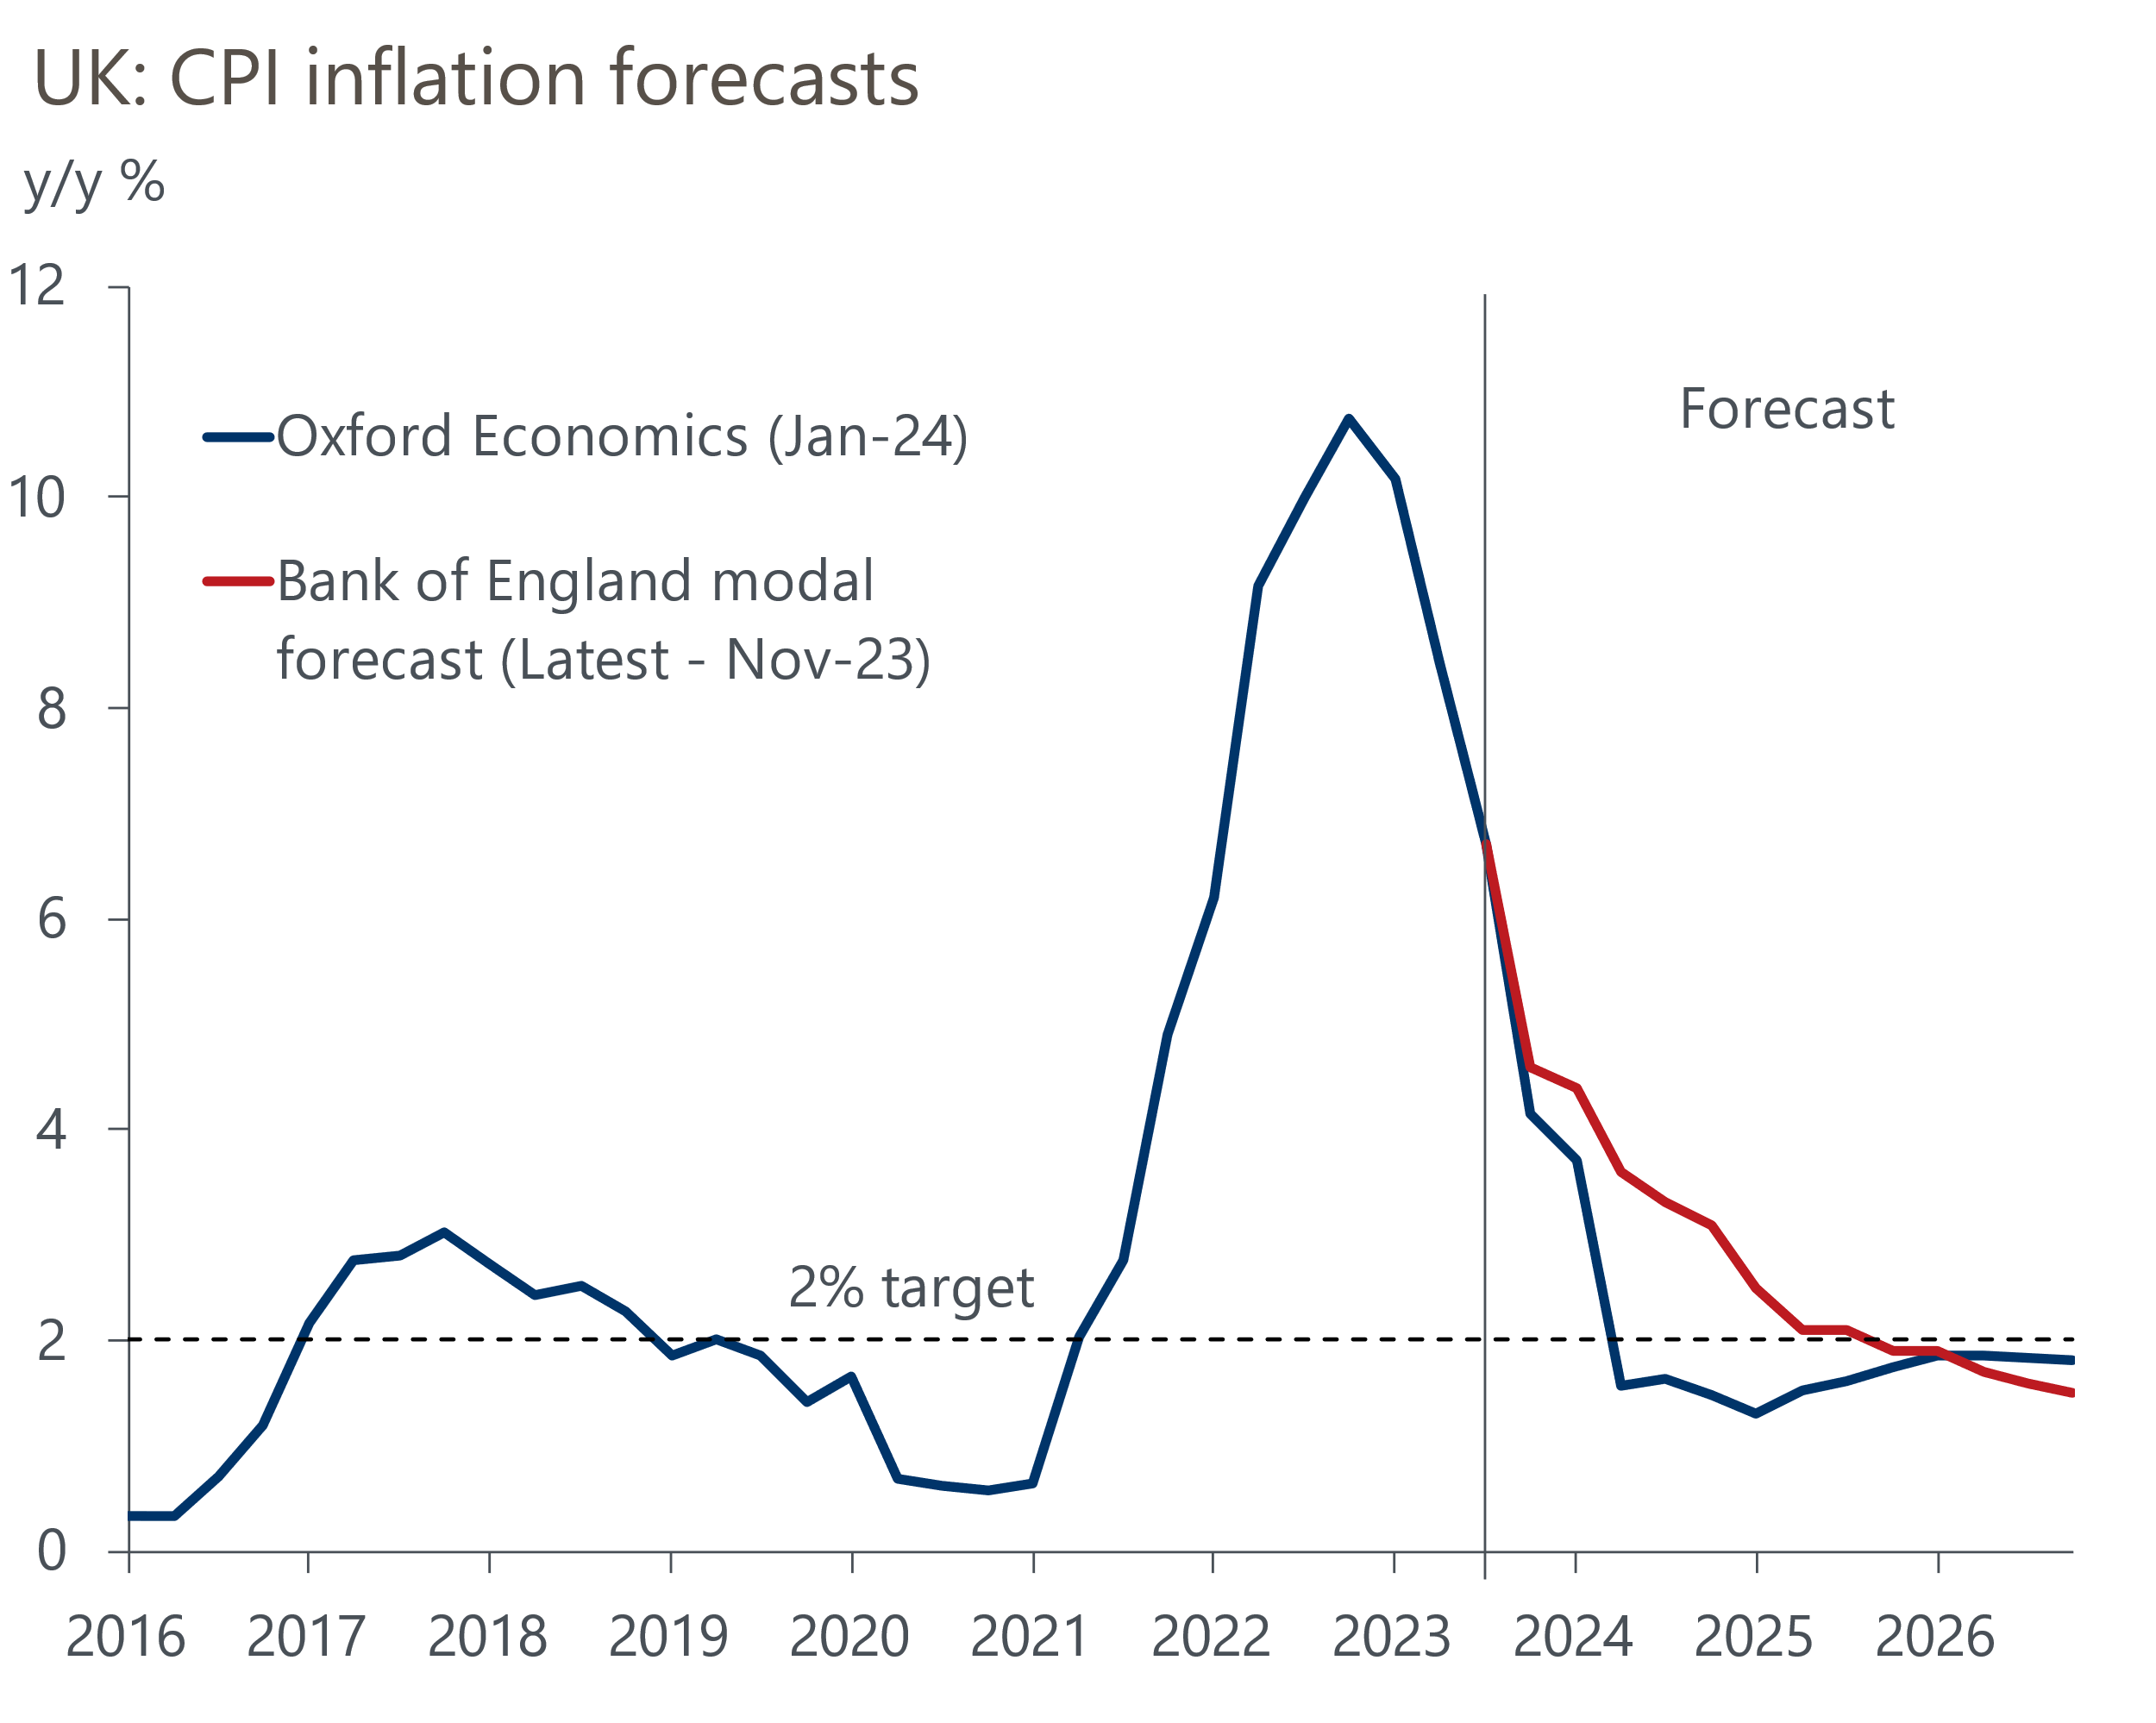 UK: CPI inflation forecasts
y/y %
12
Forecast
Oxford Economics (Jan-24)
10
Bank of England modal
forecast (Latest - Nov-23)
8
6
4
2% target
2
0
2016 2017 2018 2019 2020 2021 2022 2023 2024 2025 2026